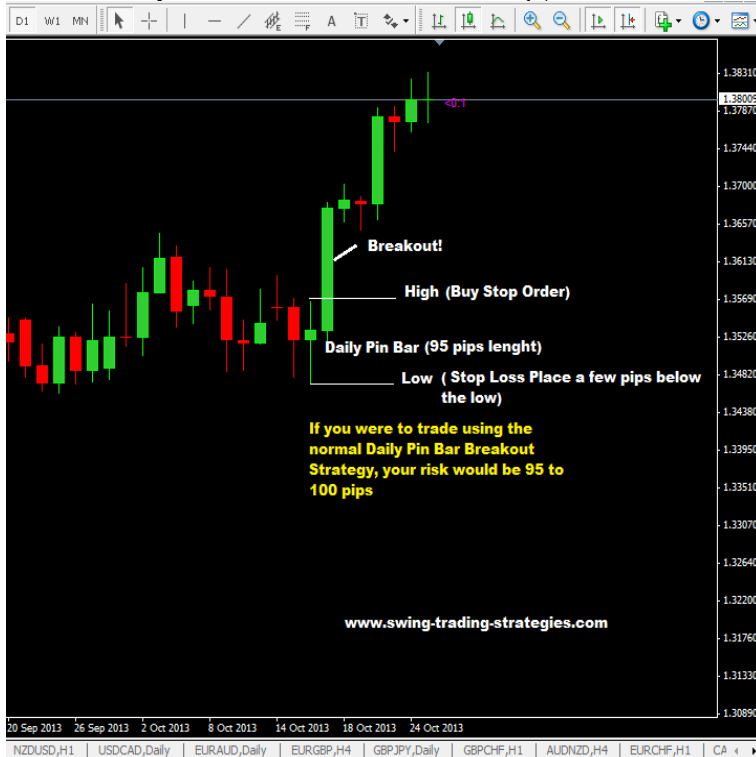 D1 W1 MN E F A T
1.38310
<0:1
1.38009
1.37870
1.37440
1.37000
1.36570
Breakout!
1.36130
High (Buy Stop Order)
1.35690
1.35260
Daily Pin Bar (95 pips lenght)
1.34820
Low ( Stop Loss Place a few pips below
the low)
1.34380
If you were to trade using the
normal Daily Pin Bar Breakout
Strategy, your risk would be 95 to
100 pips
1.33950
1.33510
1.33070
1.32640
1.32200
www.swing-trading-strategies.com
1.31760
1.31330
1.30890
20 Sep 2013 26 Sep 2013 2 Oct 2013 8 Oct 2013 14 Oct 2013 18 Oct 2013 24 Oct 2013
NZDUSD,H1 | USDCAD,Daily | EURAUD,Daily | EURGBP,H4 | GBPJPY,Daily | GBPCHF,H1 | AUDNZD,H4 | EURCHF,H1 | CA